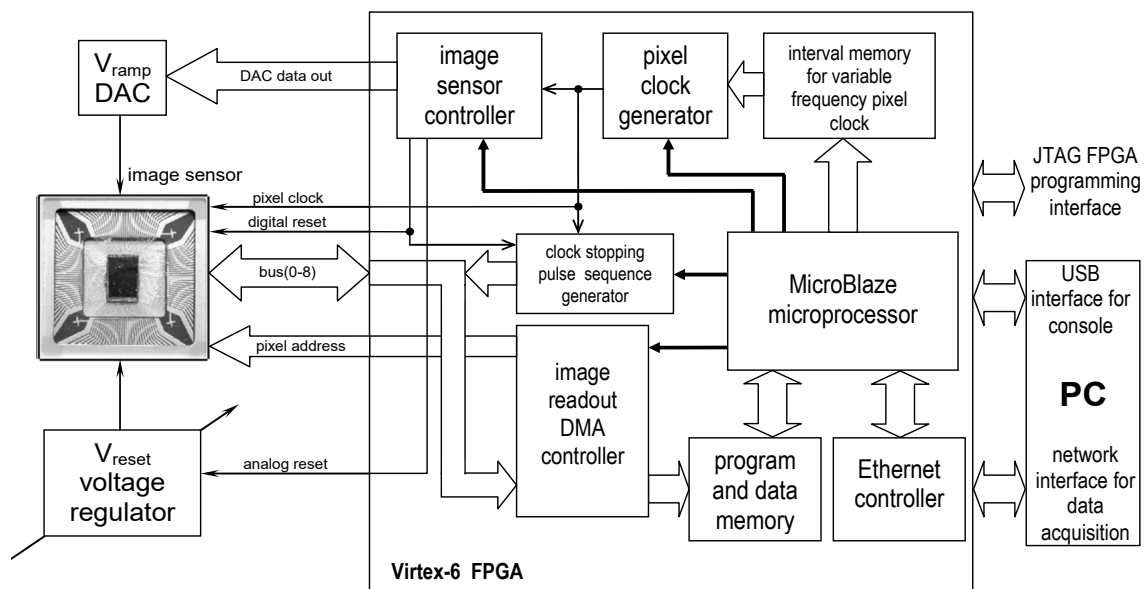 V_ramp
DAC
DAC data out
image
sensor
controller
pixel
clock
generator
interval memory
for variable
frequency pixel
clock
JTAG FPGA
programming
interface
image sensor
pixel clock
digital reset
bus(0-8)
clock stopping
pulse sequence
generator
MicroBlaze
microprocessor
USB
interface for
console
PC
pixel address
image
readout
DMA
controller
V_reset
voltage
regulator
analog reset
program
and data
memory
Ethernet
controller
network
interface for
data
acquisition
Virtex-6 FPGA